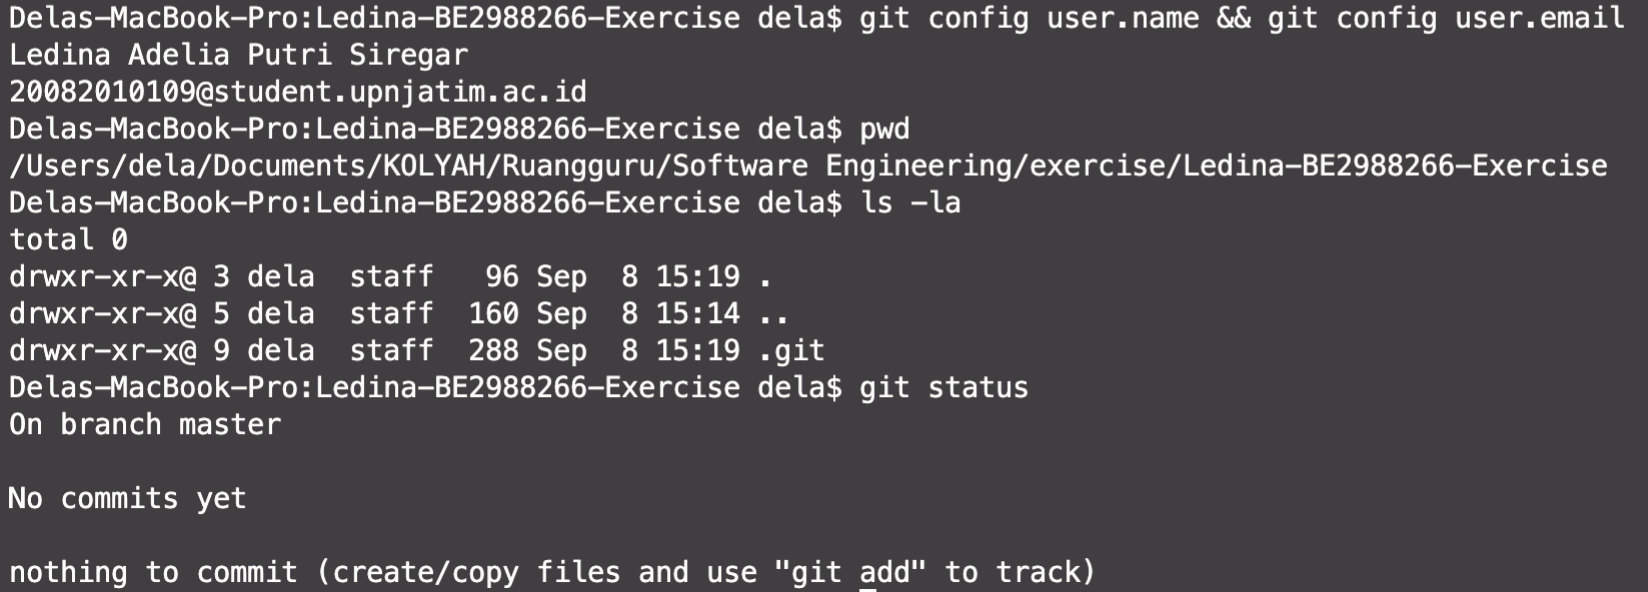 Delas-MacBook-Pro:Ledina-BE2988266-Exercise dela$ git config user.name && git config user.email
Ledina Adelia Putri Siregar
20082010109@student.upnjatim.ac.id
Delas-MacBook-Pro:Ledina-BE2988266-Exercise dela$ pwd
/Users/dela/Documents/KOLYAH/Ruangguru/Software Engineering/exercise/Ledina-BE2988266-Exercise
Delas-MacBook-Pro:Ledina-BE2988266-Exercise dela$ ls -la
total 0
drwxr-xr-x@ 3 dela  staff   96 Sep  8 15:19 .
drwxr-xr-x@ 5 dela  staff  160 Sep  8 15:14 ..
drwxr-xr-x@ 9 dela  staff  288 Sep  8 15:19 .git
Delas-MacBook-Pro:Ledina-BE2988266-Exercise dela$ git status
On branch master
No commits yet
nothing to commit (create/copy files and use "git add" to track)